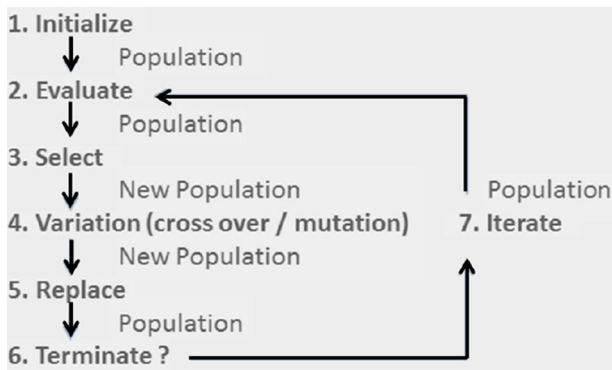 1. Initialize
Population
2. Evaluate
Population
3. Select
New Population
4. Variation (cross over / mutation)
New Population
5. Replace
Population
6. Terminate ?
Population
7. Iterate